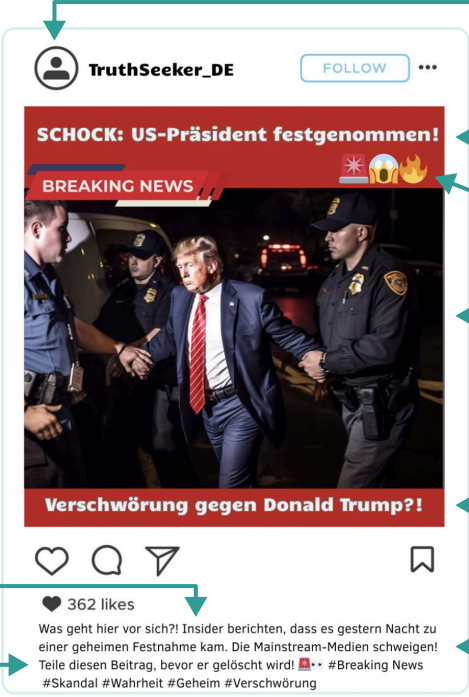 TruthSeeker_DE
FOLLOW
SCHOCK: US-Präsident festgenommen!
BREAKING NEWS
Verschwörung gegen Donald Trump?!
362 likes
Was geht hier vor sich?! Insider berichten, dass es gestern Nacht zu
einer geheimen Festnahme kam. Die Mainstream-Medien schweigen!
Teile diesen Beitrag, bevor er gelöscht wird! 🚨👀 #Breaking News
#Skandal #Wahrheit #Geheim #Verschwörung